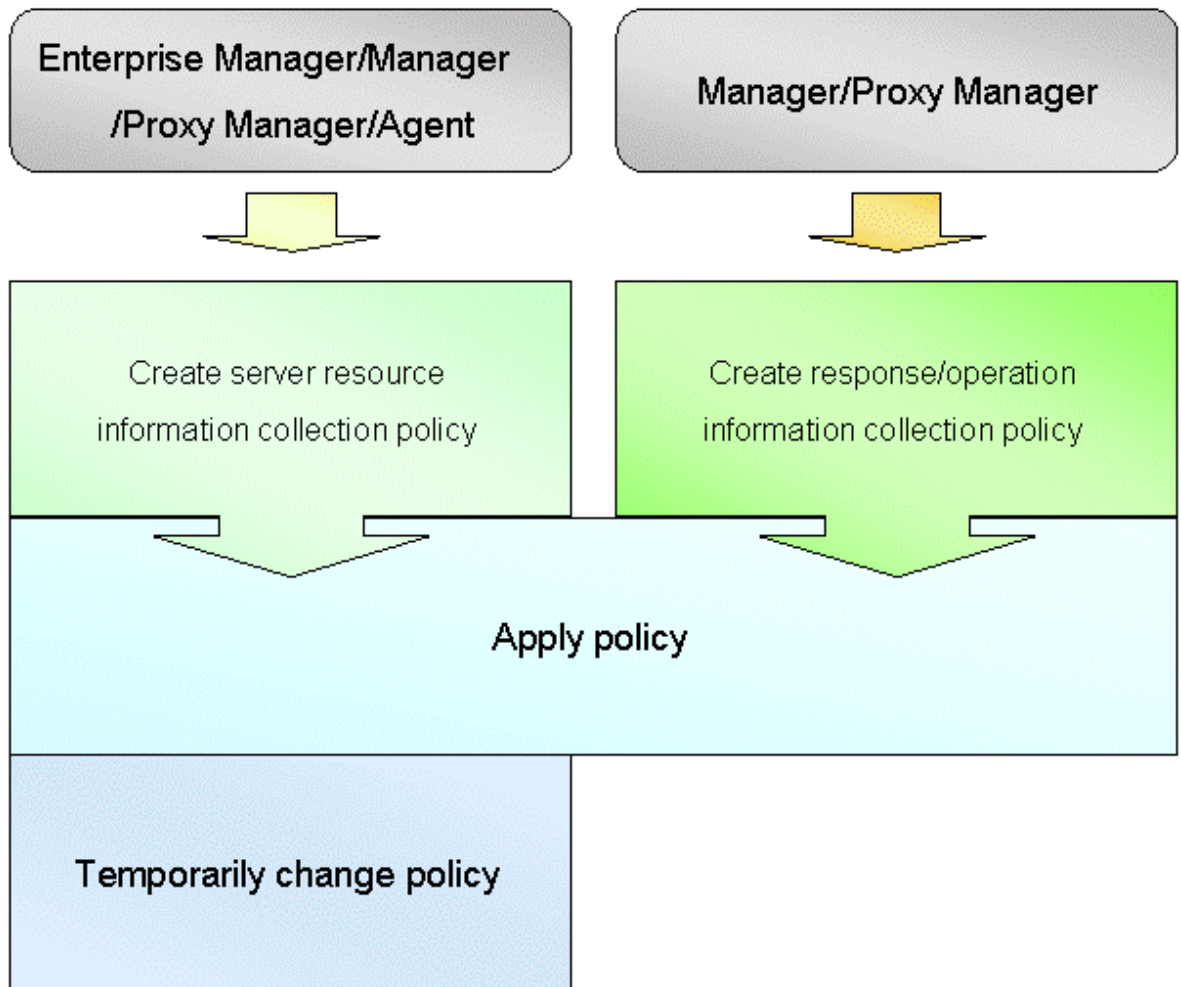 Enterprise Manager/Manager
/Proxy Manager/Agent
Manager/Proxy Manager
Create server resource
information collection policy
Create response/operation
information collection policy
Apply policy
Temporarily change policy